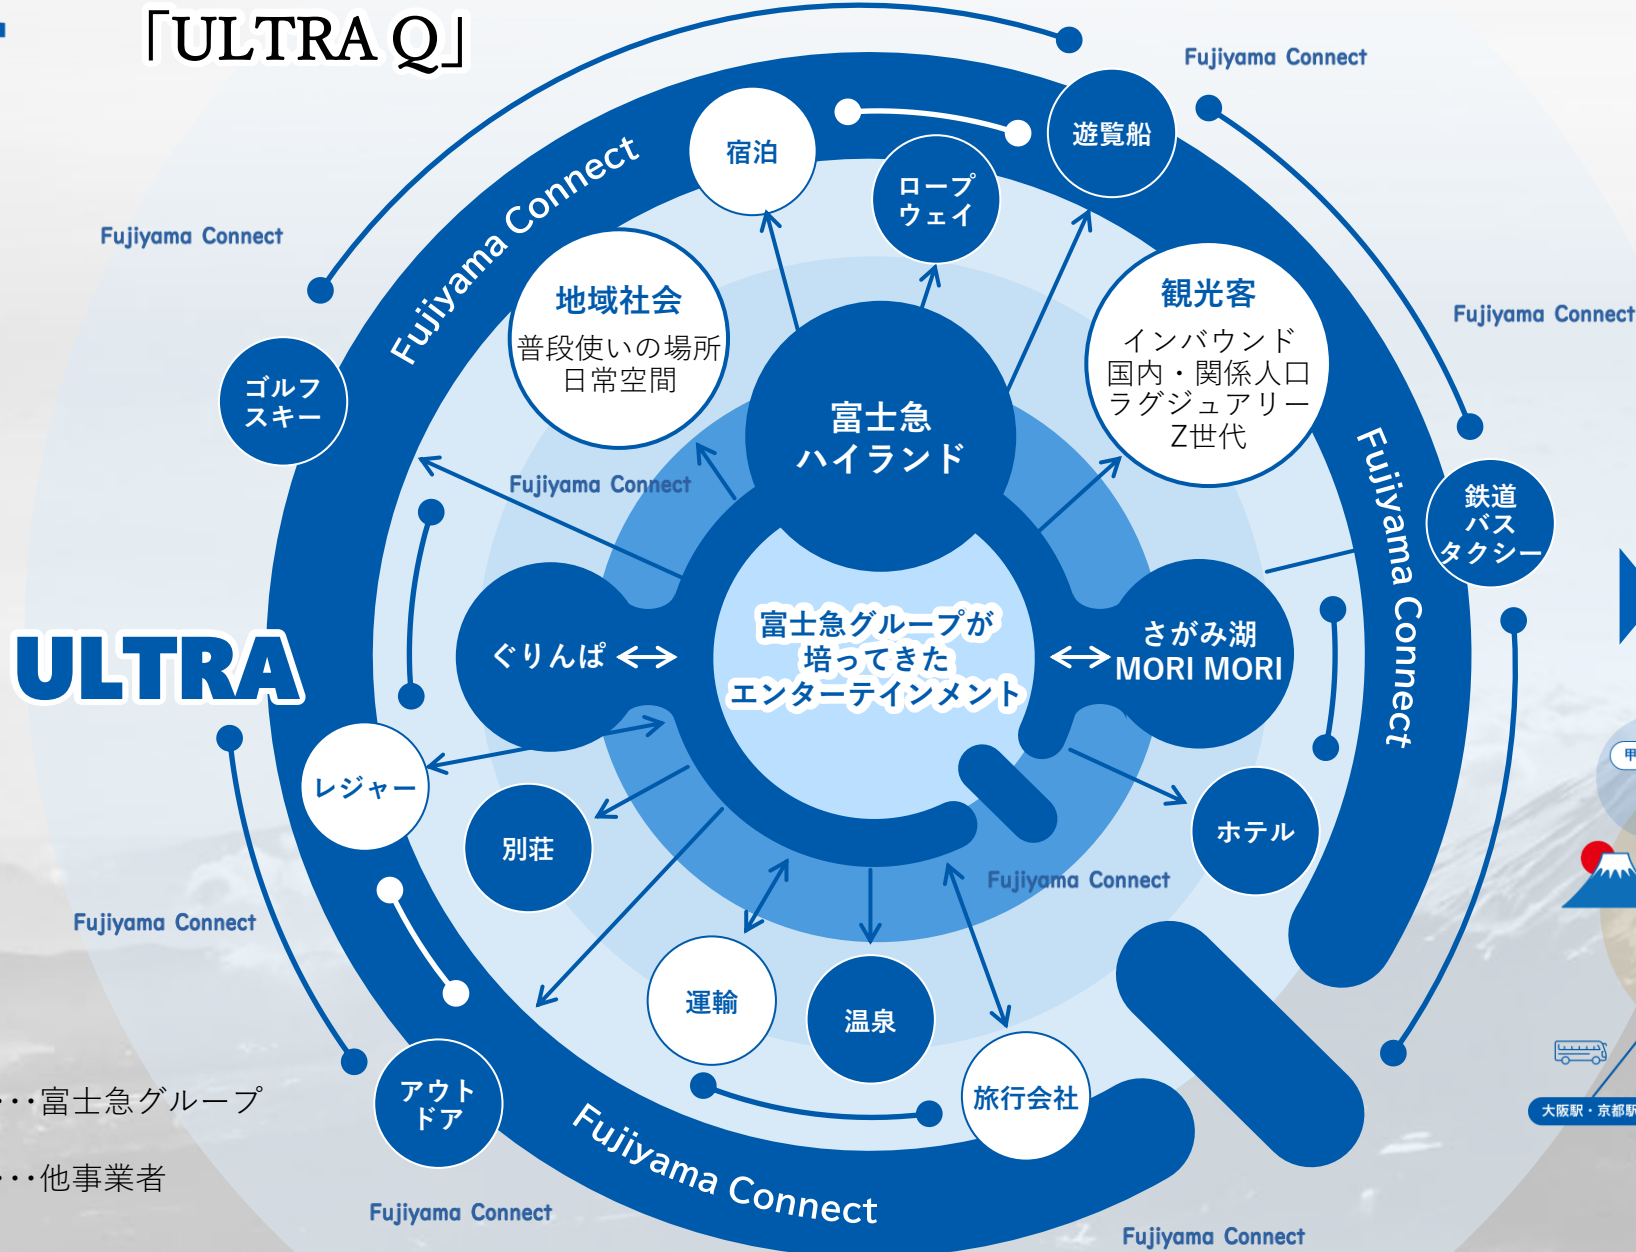 「ULTRA Q」
Fujiyama Connect
Fujiyama Connect
宿泊
遊覧船
ロープ
ウェイ
Fujiyama Connect
地域社会
普段使いの場所
日常空間
観光客
インバウンド
国内・関係人口
ラグジュアリー
Z世代
Fujiyama Connect
ゴルフ
スキー
富士急
ハイランド
Fujiyama Connect
Fujiyama Connect
鉄道
バス
タクシー
ULTRA
ぐりんぱ
富士急グループが
培ってきた
エンターテインメント
さがみ湖
MORI MORI
レジャー
別荘
ホテル
甲
Fujiyama Connect
Fujiyama Connect
運輸
温泉
旅行会社
アウト
ドア
大阪駅・京都駅
・・・富士急グループ
・・・他事業者
Fujiyama Connect
Fujiyama Connect
Fujiyama Connect